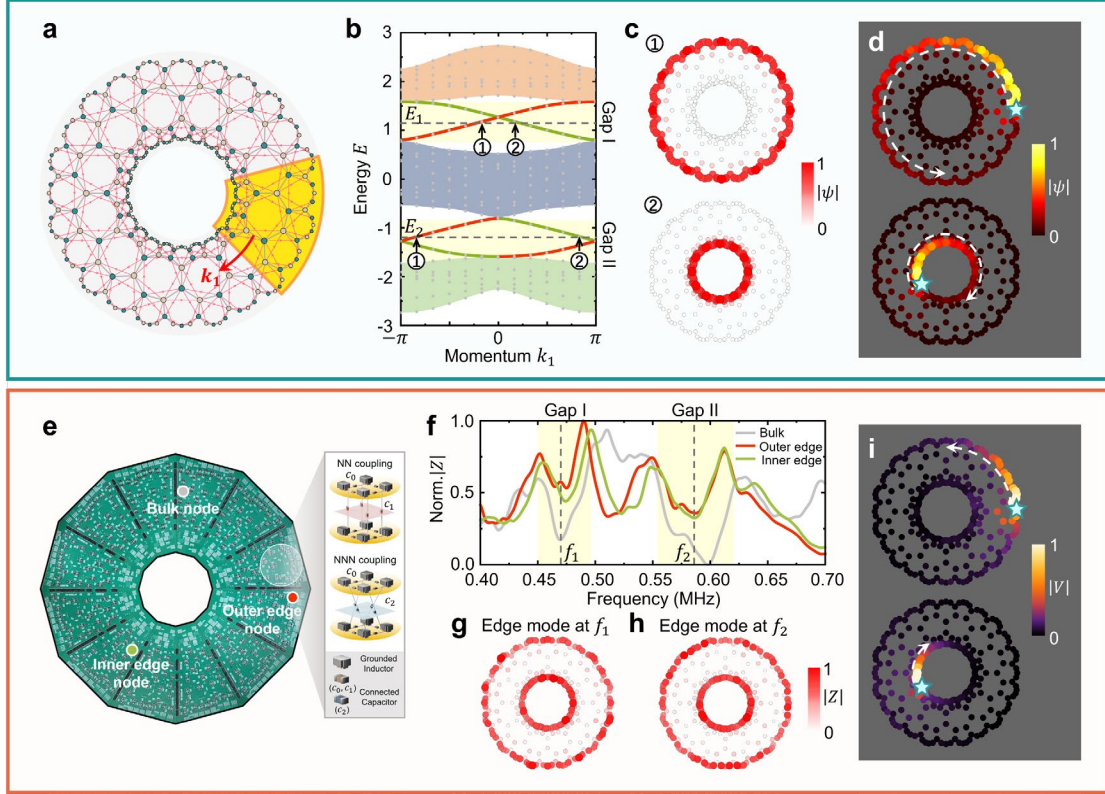 a
k₁
b
Energy E
3
2
1
0
-1
-2
-3
E₁
E₂
① ②
① ②
Gap I
Gap II
−π
π
Momentum k₁
c
①
②
1
|ψ|
0
d
1
|ψ|
0
e
Bulk node
Outer edge
node
Inner edge
node
NN coupling
c₀
c₁
NNN coupling
c₀
c₂
Grounded
Inductor
(c₀, c₁)
Connected
Capacitor
(c₂)
f
Gap I
Gap II
Norm.|Z|
1.0
0.5
0.0
Bulk
Outer edge
Inner edge
f₁
f₂
0.40 0.45 0.50 0.55 0.60 0.65 0.70
Frequency (MHz)
g Edge mode at f₁
h Edge mode at f₂
1
|Z|
0
i
1
|V|
0